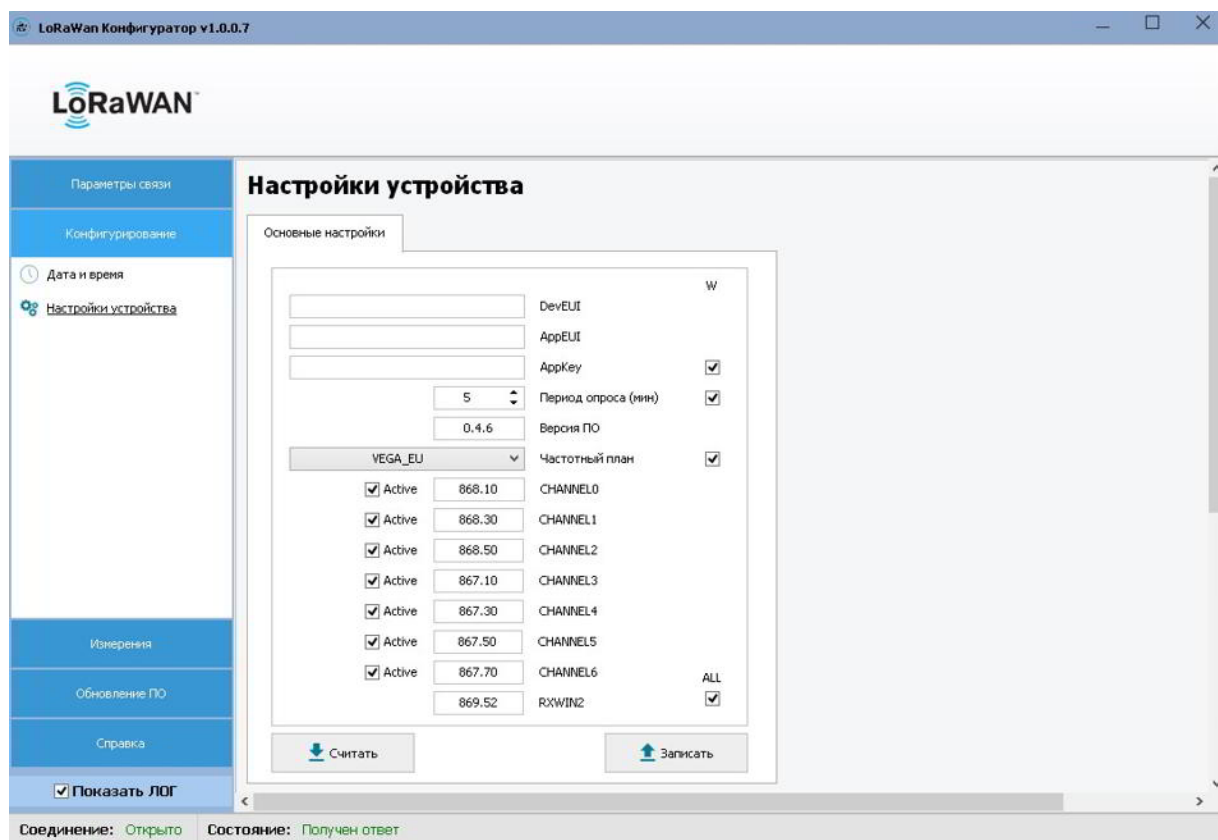 LoRaWan Конфигуратор v1.0.0.7
LoRaWAN™
Параметры связи
Конфигурирование
Дата и время
Настройки устройства
Измерения
Обновление ПО
Справка
Показать ЛОГ
Настройки устройства
Основные настройки
W
DevEUI
AppEUI
AppKey
5 Период опроса (мин)
0.4.6 Версия ПО
VEGA_EU Частотный план
Active 868.10 CHANNEL0
Active 868.30 CHANNEL1
Active 868.50 CHANNEL2
Active 867.10 CHANNEL3
Active 867.30 CHANNEL4
Active 867.50 CHANNEL5
Active 867.70 CHANNEL6
ALL
869.52 RXWIN2
Считать Записать
Соединение: Открыто Состояние: Получен ответ